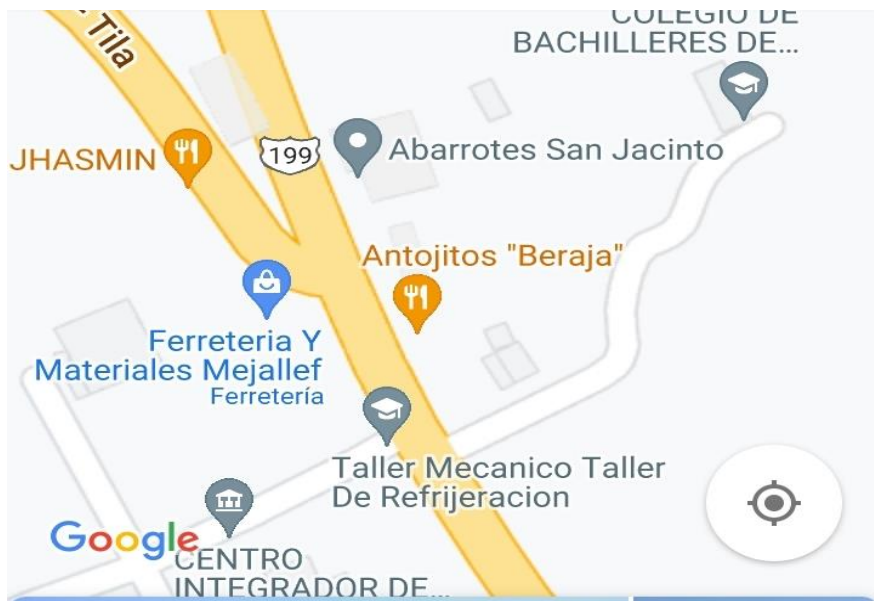 COLEGIO DE
BACHILLERES DE...
Tila
JHASMIN
199
Abarrotes San Jacinto
Antojitos "Beraja"
Ferreteria Y
Materiales Mejallef
Ferretería
Taller Mecanico Taller
De Refrijeracion
Google
CENTRO
INTEGRADOR DE...